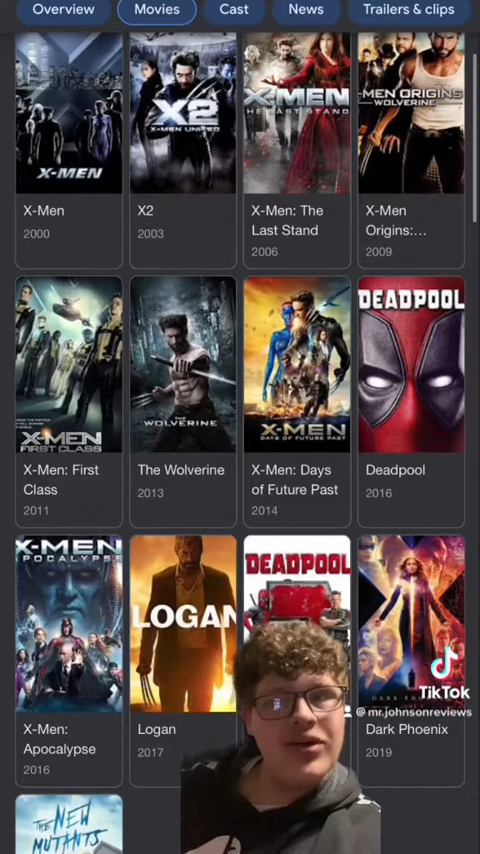 Overview
Movies
Cast
News
Trailers & clips
X-MEN
X2
X-MEN UNITED
X-MEN
THE LAST STAND
X-MEN ORIGINS
WOLVERINE
X-Men
2000
X2
2003
X-Men: The
Last Stand
2006
X-Men
Origins:...
2009
X-MEN
FIRST CLASS
THE
WOLVERINE
X-MEN
DAYS OF FUTURE PAST
DEADPOOL
X-Men: First
Class
2011
The Wolverine
2013
X-Men: Days
of Future Past
2014
Deadpool
2016
X-MEN
APOCALYPSE
LOGAN
DEADPOOL
DARK PHOENIX
TikTok
@mr.johnsonreviews
X-Men:
Apocalypse
2016
Logan
2017
Dark Phoenix
2019
THE NEW
MUTANTS